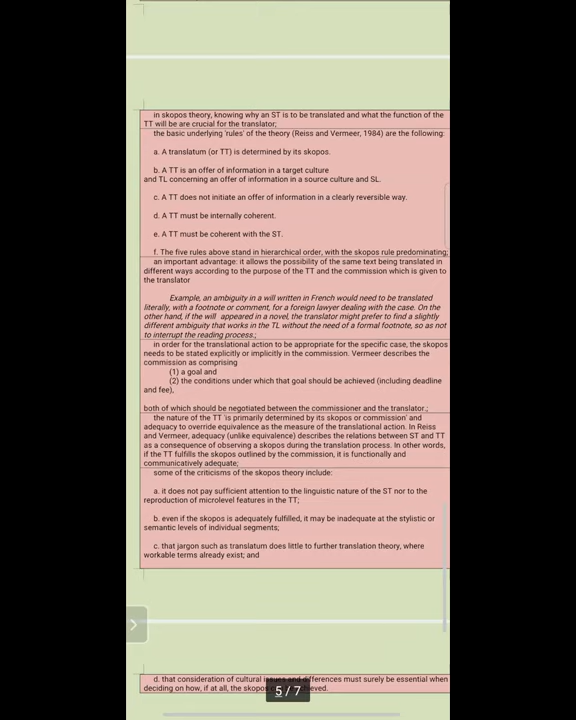 in skopos theory, knowing why an ST is to be translated and what the function of the
TT will be are crucial for the translator;
the basic underlying 'rules' of the theory (Reiss and Vermeer, 1984) are the following:
a. A translatum (or TT) is determined by its skopos.
b. A TT is an offer of information in a target culture
and TL concerning an offer of information in a source culture and SL.
c. A TT does not initiate an offer of information in a clearly reversible way.
d. A TT must be internally coherent.
e. A TT must be coherent with the ST.
f. The five rules above stand in hierarchical order, with the skopos rule predominating;
an important advantage: it allows the possibility of the same text being translated in
different ways according to the purpose of the TT and the commission which is given to
the translator
Example, an ambiguity in a will written in French would need to be translated
literally, with a footnote or comment, for a foreign lawyer dealing with the case. On the
other hand, if the will appeared in a novel, the translator might prefer to find a slightly
different ambiguity that works in the TL without the need of a formal footnote, so as not
to interrupt the reading process.;
in order for the translational action to be appropriate for the specific case, the skopos
needs to be stated explicitly or implicitly in the commission. Vermeer describes the
commission as comprising
(1) a goal and
(2) the conditions under which that goal should be achieved (including deadline
and fee),
both of which should be negotiated between the commissioner and the translator.;
the nature of the TT 'is primarily determined by its skopos or commission' and
adequacy to override equivalence as the measure of the translational action. In Reiss
and Vermeer, adequacy (unlike equivalence) describes the relations between ST and TT
as a consequence of observing a skopos during the translation process. In other words,
if the TT fulfills the skopos outlined by the commission, it is functionally and
communicatively adequate;
some of the criticisms of the skopos theory include:
a. it does not pay sufficient attention to the linguistic nature of the ST nor to the
reproduction of microlevel features in the TT;
b. even if the skopos is adequately fulfilled, it may be inadequate at the stylistic or
semantic levels of individual segments;
c. that jargon such as translatum does little to further translation theory, where
workable terms already exist; and
d. that consideration of cultural issues and differences must surely be essential when
deciding on how, if at all, the skopos
5 / 7